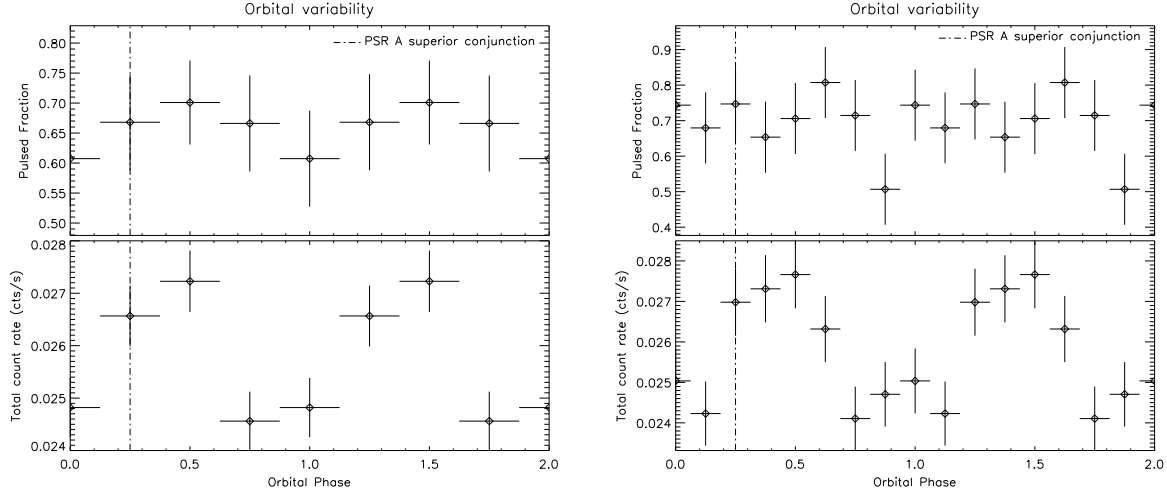 Orbital variability
PSR A superior conjunction
Pulsed Fraction
0.80
0.75
0.70
0.65
0.60
0.55
0.50
Total count rate (cts/s)
0.028
0.027
0.026
0.025
0.024
0.0 0.5 1.0 1.5 2.0
Orbital Phase
Orbital variability
PSR A superior conjunction
Pulsed Fraction
0.9
0.8
0.7
0.6
0.5
0.4
Total count rate (cts/s)
0.028
0.027
0.026
0.025
0.024
0.0 0.5 1.0 1.5 2.0
Orbital Phase